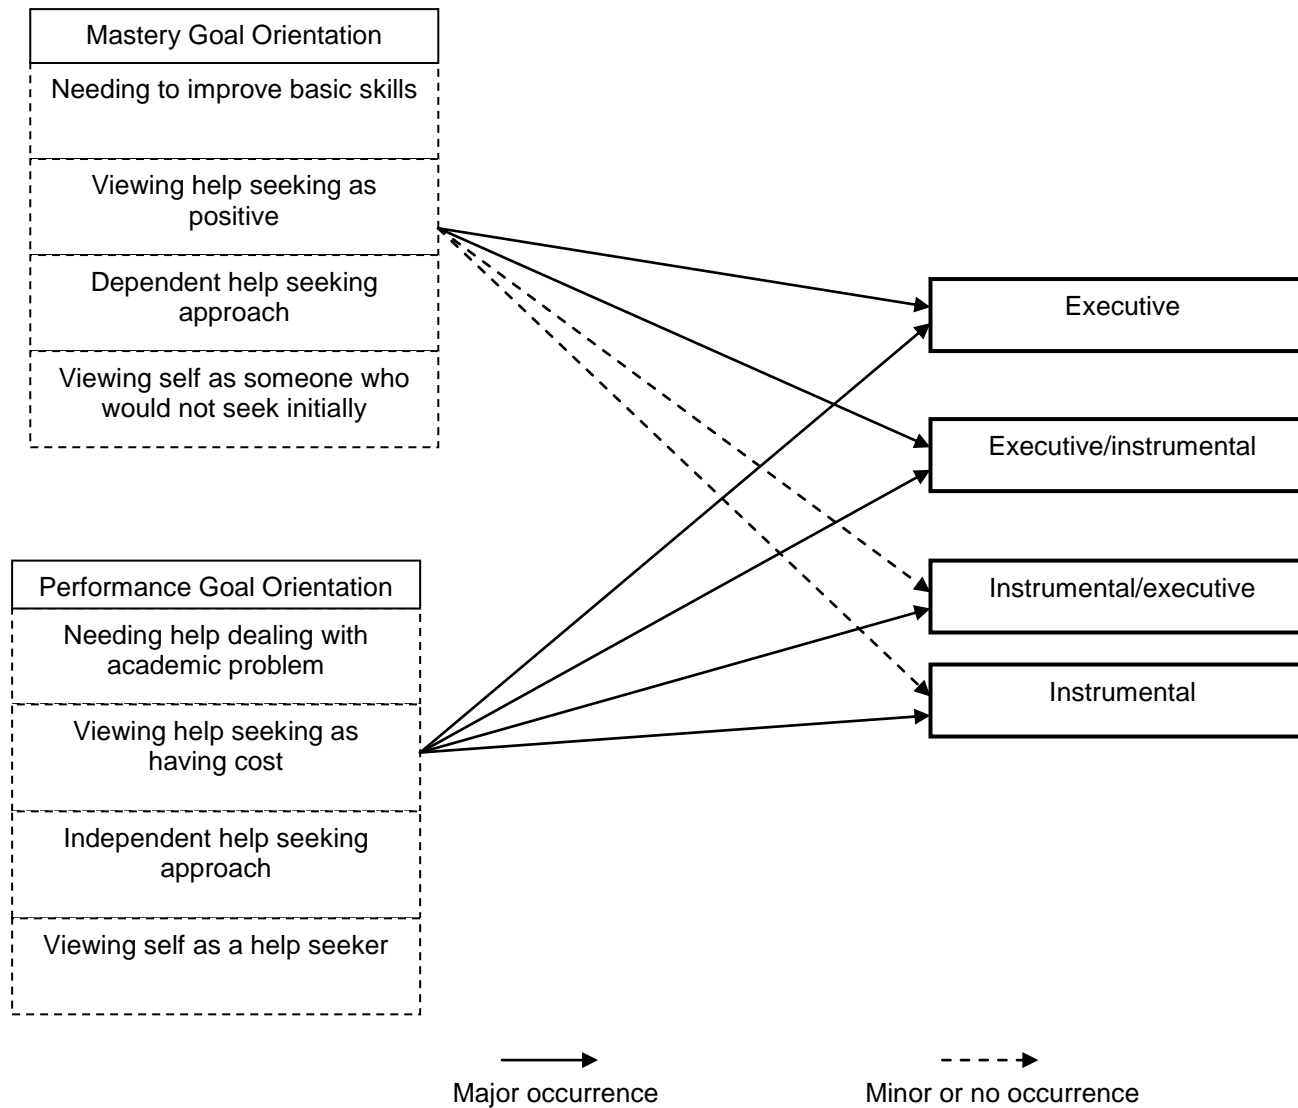 Mastery Goal Orientation
Needing to improve basic skills
Viewing help seeking as
positive
Dependent help seeking
approach
Viewing self as someone who
would not seek initially
Executive
Executive/instrumental
Instrumental/executive
Instrumental
Performance Goal Orientation
Needing help dealing with
academic problem
Viewing help seeking as
having cost
Independent help seeking
approach
Viewing self as a help seeker
Major occurrence
Minor or no occurrence